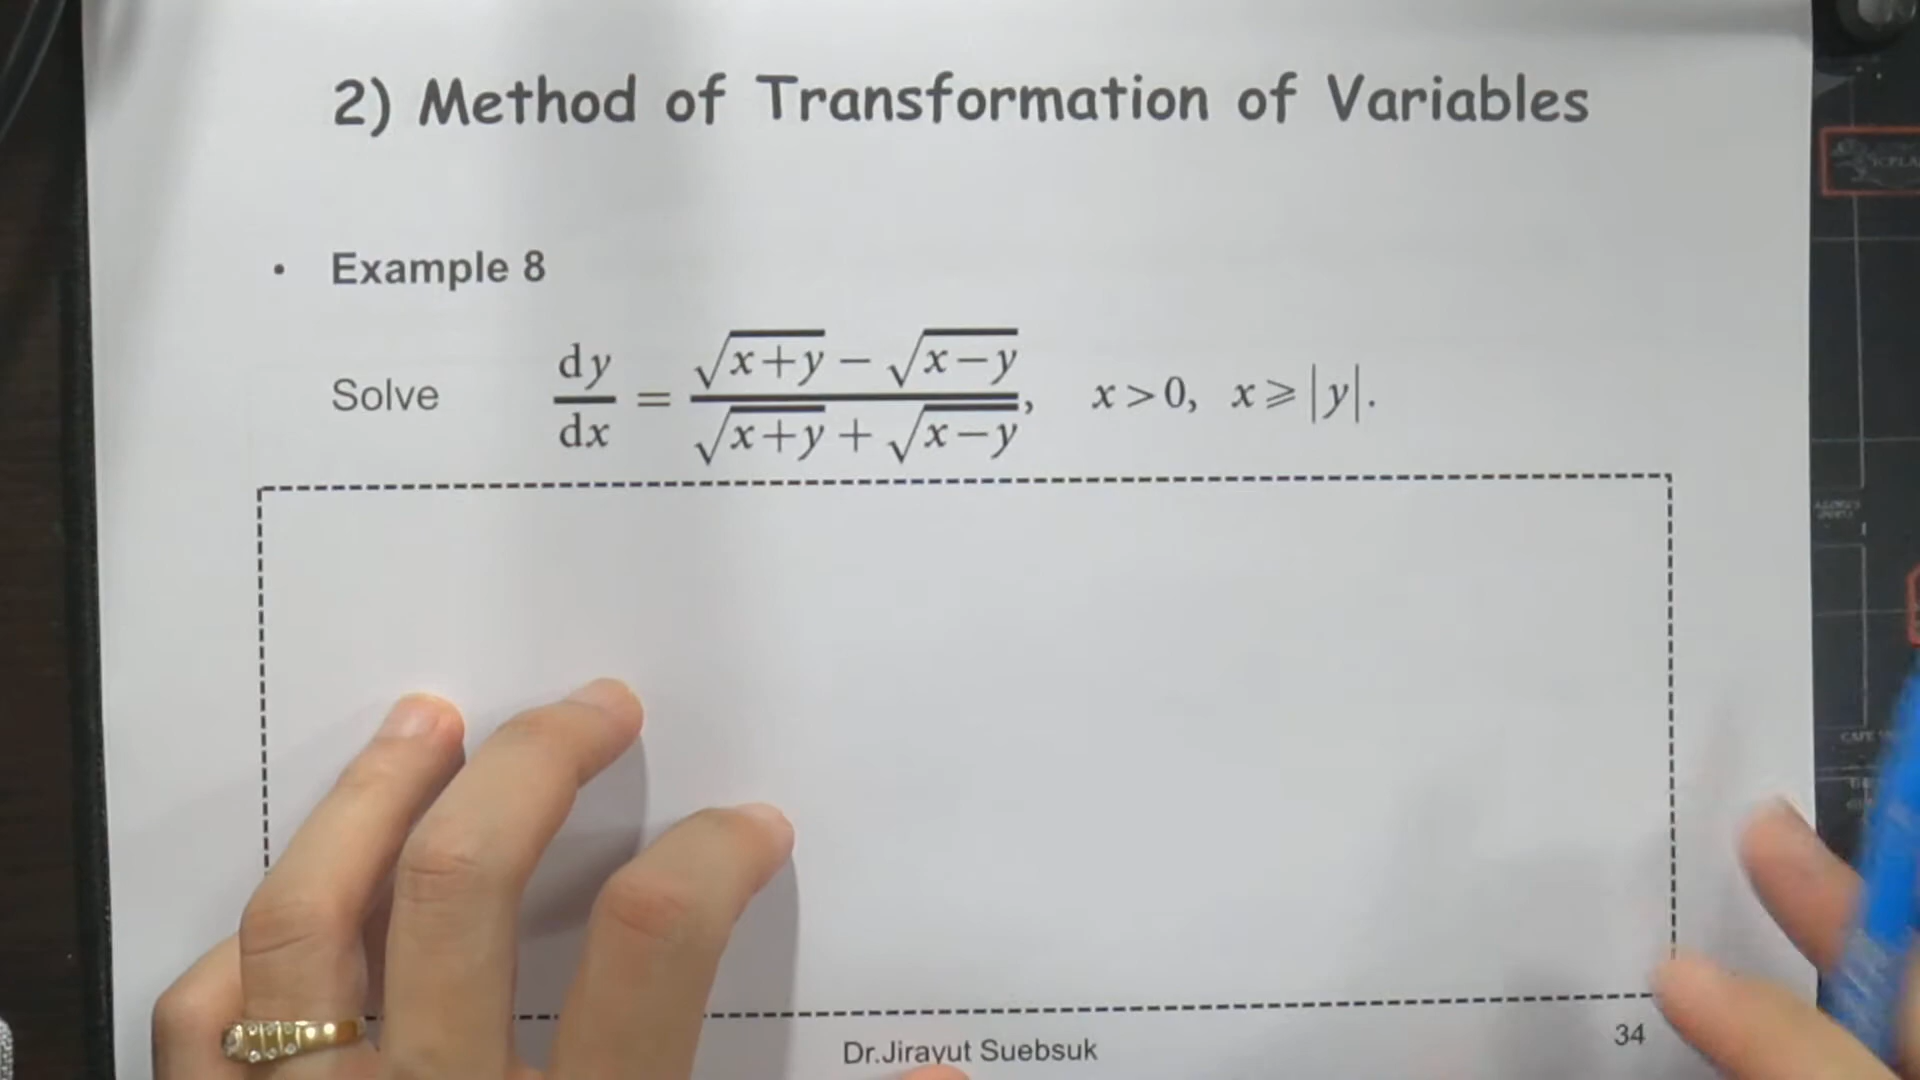 2) Method of Transformation of Variables
• Example 8
Solve dy/dx = (√(x+y) − √(x−y))/(√(x+y) + √(x−y)), x>0, x⩾|y|.
Dr.Jirayut Suebsuk
34